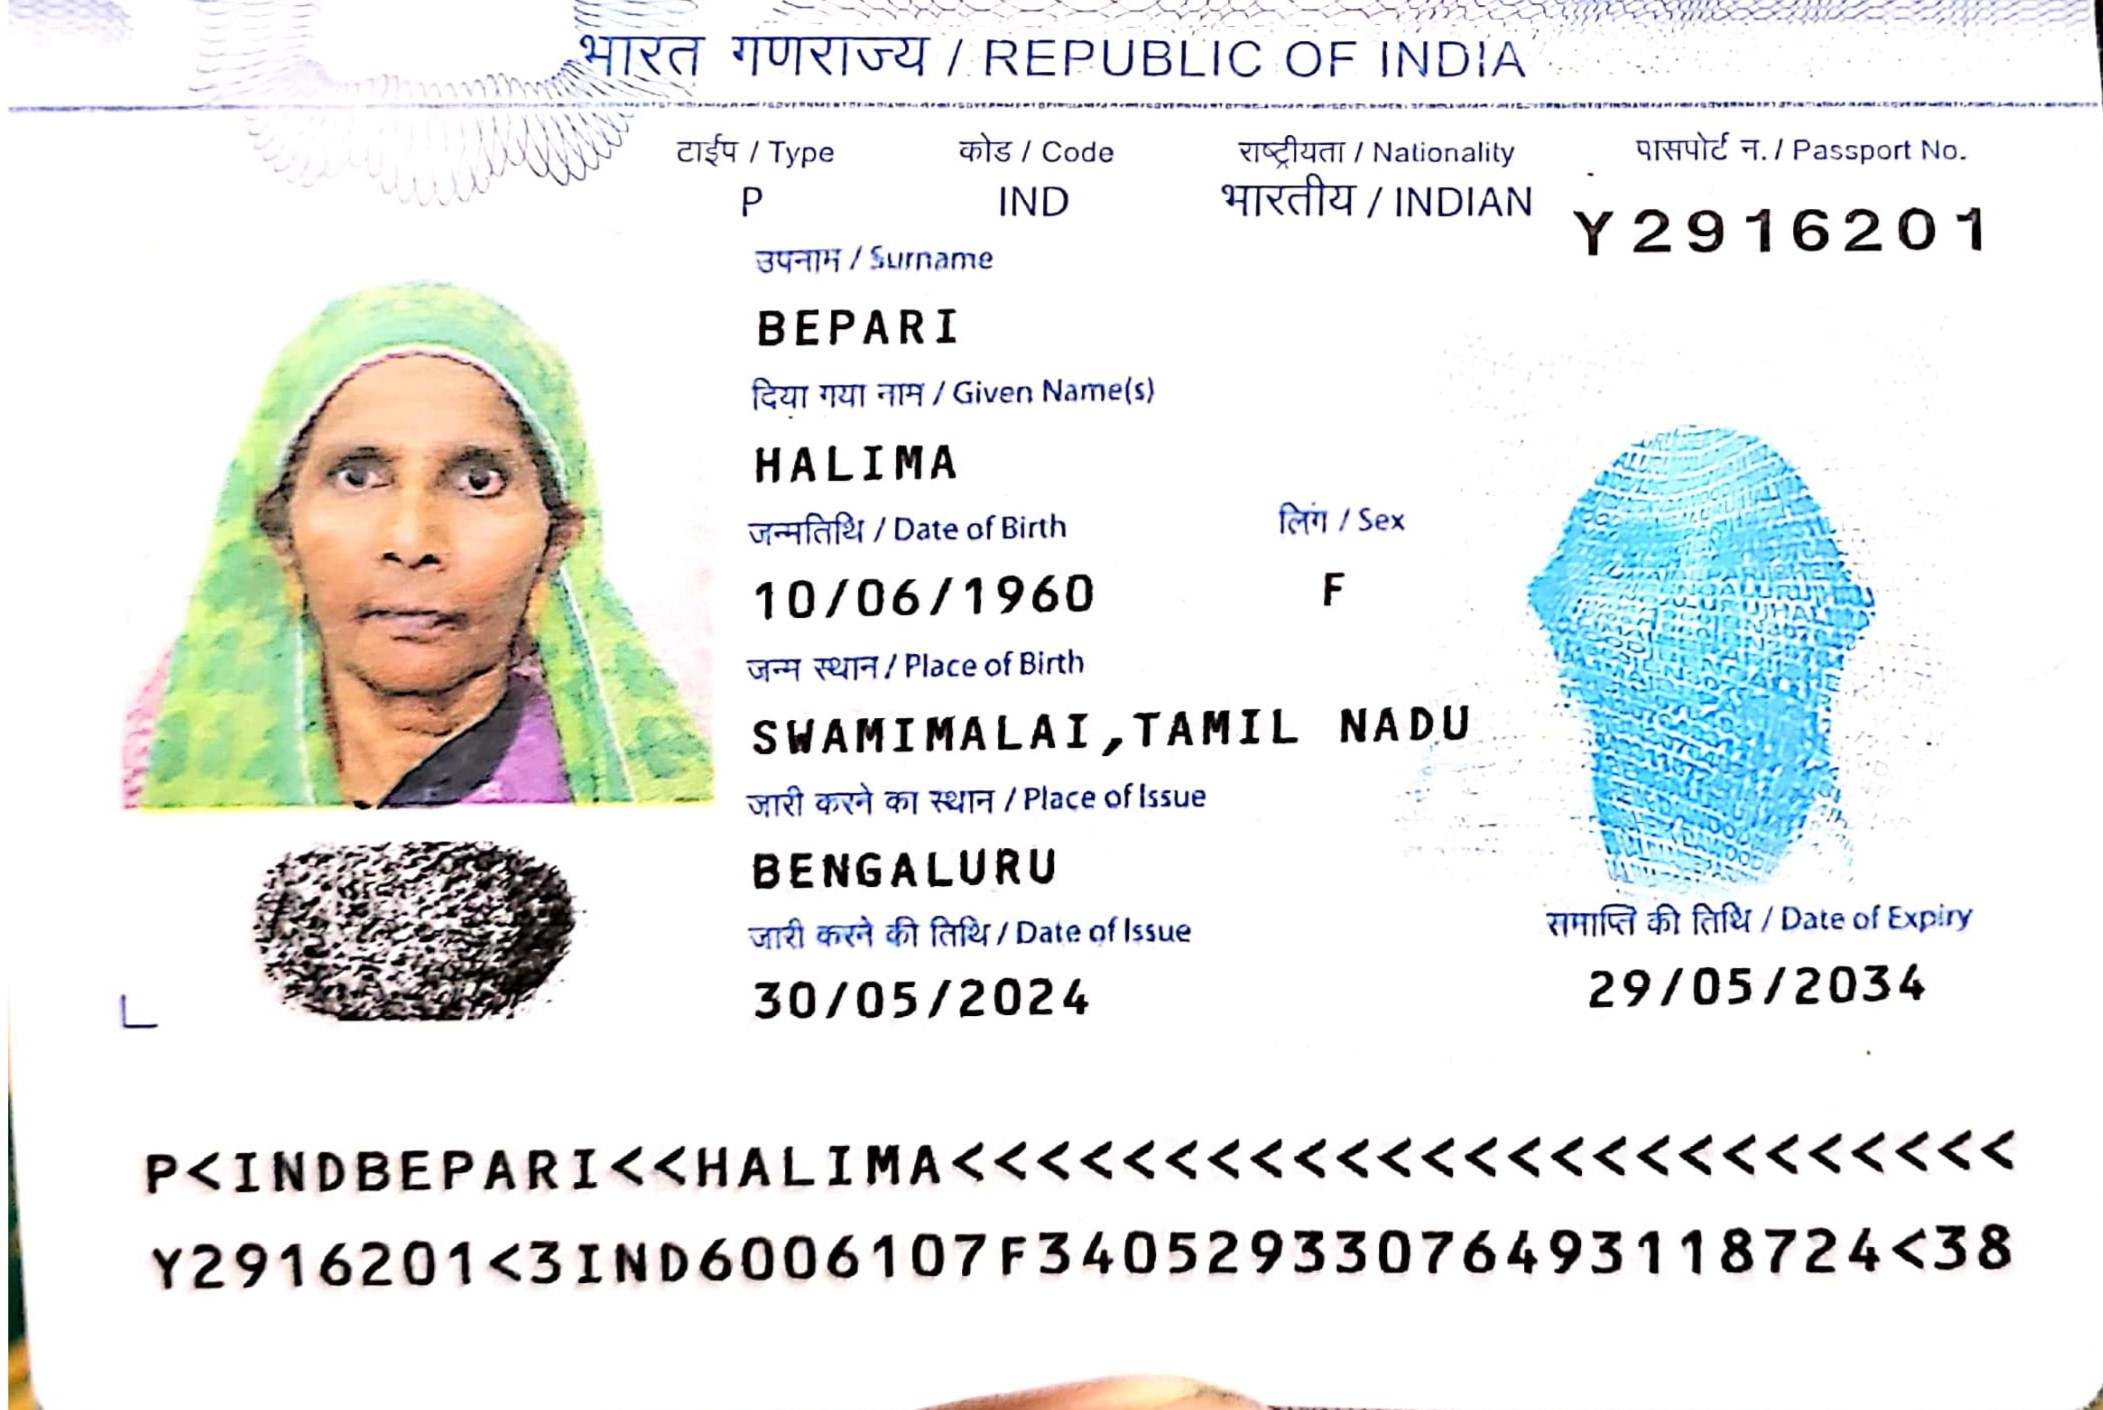 भारत गणराज्य / REPUBLIC OF INDIA
टाईप / Type कोड / Code राष्ट्रीयता / Nationality पासपोर्ट न. / Passport No.
P IND भारतीय / INDIAN Y2916201
उपनाम / Surname
BEPARI
दिया गया नाम / Given Name(s)
HALIMA
जन्मतिथि / Date of Birth लिंग / Sex
10/06/1960 F
जन्म स्थान / Place of Birth
SWAMIMALAI,TAMIL NADU
जारी करने का स्थान / Place of Issue
BENGALURU
जारी करने की तिथि / Date of Issue समाप्ति की तिथि / Date of Expiry
30/05/2024 29/05/2034
P<INDBEPARI<<HALIMA<<<<<<<<<<<<<<<<<<<<<<<<<
Y2916201<3IND6006107F34052933076493118724<38